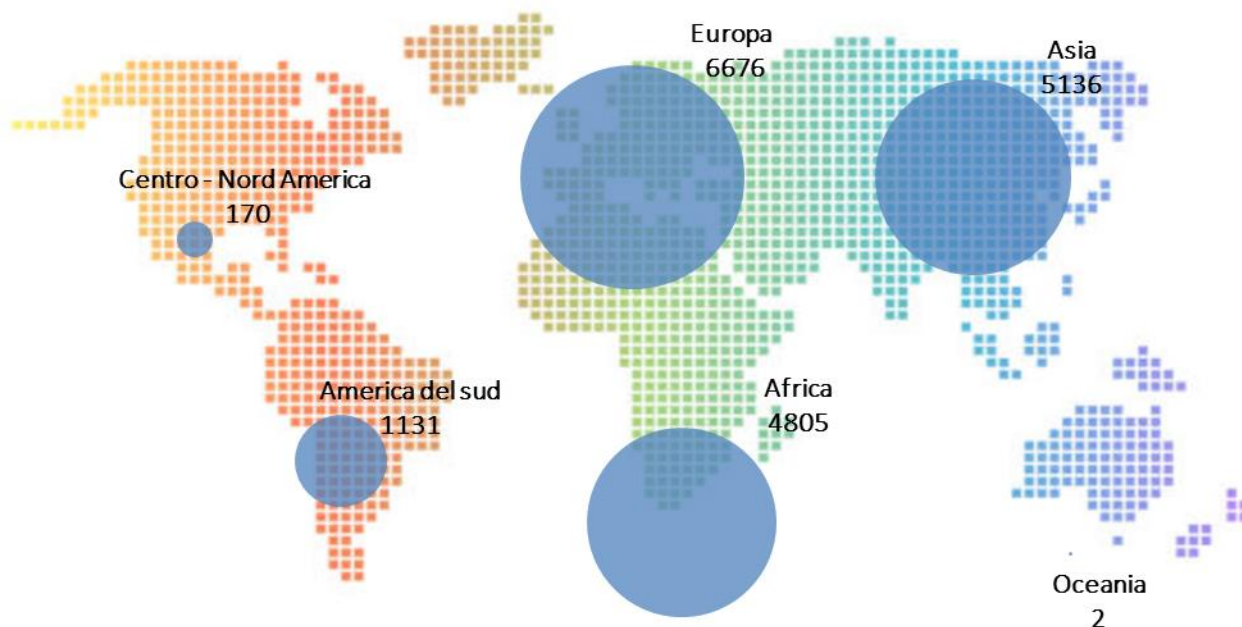 Europa
6676
Asia
5136
Centro - Nord America
170
America del sud
1131
Africa
4805
Oceania
2